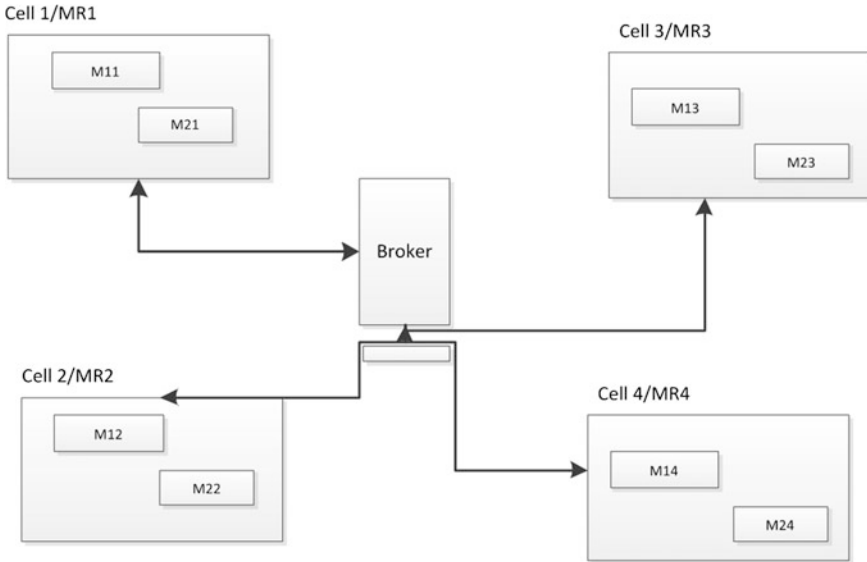 Cell 1/MR1
M11
M21
Cell 3/MR3
M13
M23
Broker
Cell 2/MR2
M12
M22
Cell 4/MR4
M14
M24